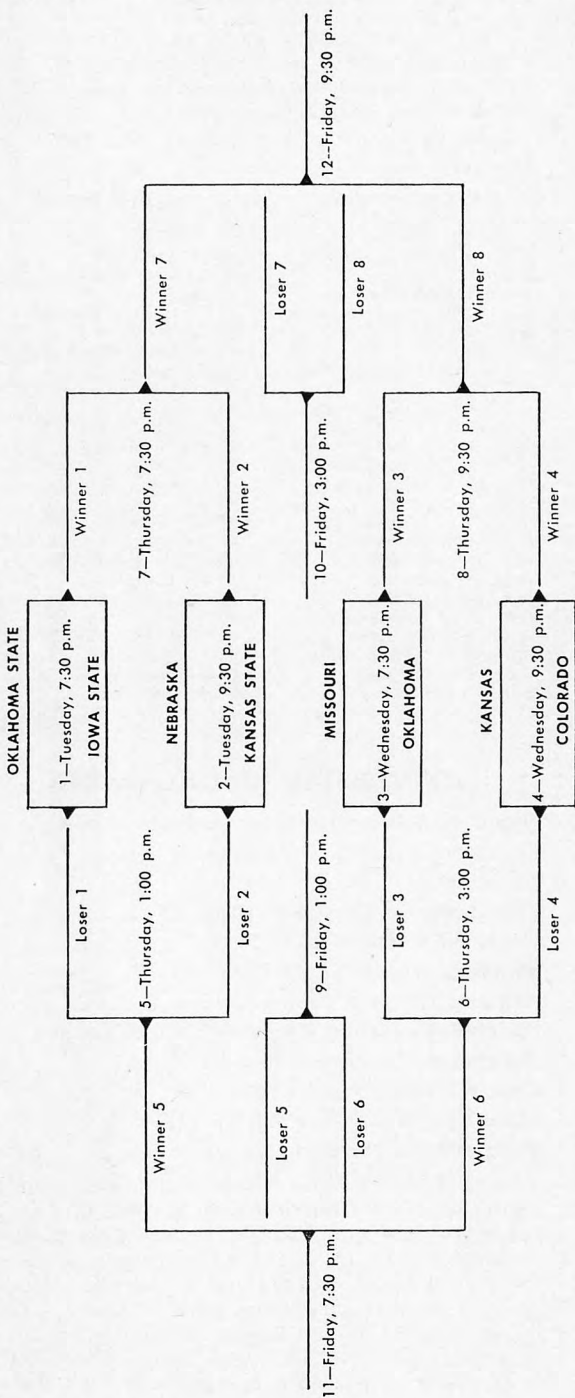 OKLAHOMA STATE
1—Tuesday, 7:30 p.m.
IOWA STATE
NEBRASKA
2—Tuesday, 9:30 p.m.
KANSAS STATE
MISSOURI
3—Wednesday, 7:30 p.m.
OKLAHOMA
KANSAS
4—Wednesday, 9:30 p.m.
COLORADO
Loser 1
5—Thursday, 1:00 p.m.
Loser 2
9—Friday, 1:00 p.m.
Loser 3
6—Thursday, 3:00 p.m.
Loser 4
Winner 5
Loser 5
Loser 6
Winner 6
11—Friday, 7:30 p.m.
Winner 1
7—Thursday, 7:30 p.m.
Winner 2
10—Friday, 3:00 p.m.
Winner 3
8—Thursday, 9:30 p.m.
Winner 4
Winner 7
Loser 7
Loser 8
Winner 8
12--Friday, 9:30 p.m.